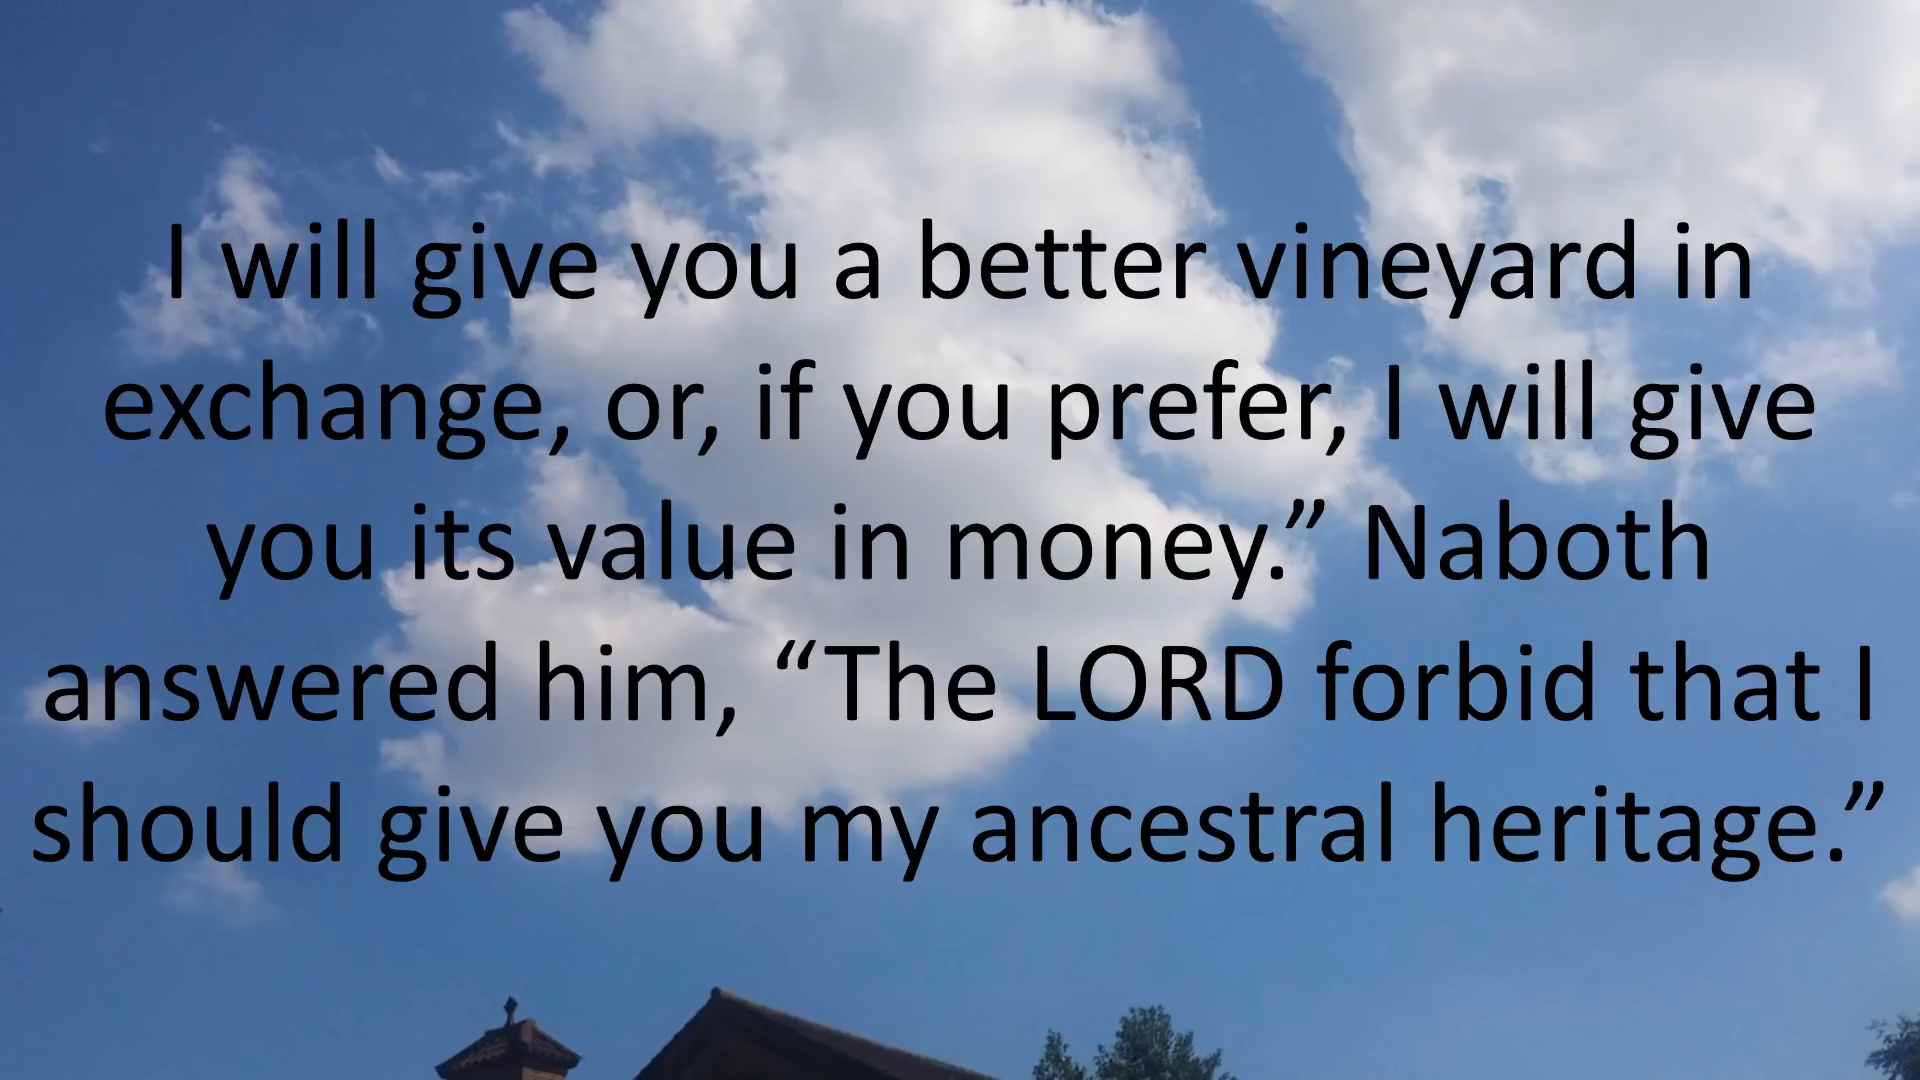 I will give you a better vineyard in
exchange, or, if you prefer, I will give
you its value in money.” Naboth
answered him, “The LORD forbid that I
should give you my ancestral heritage.”